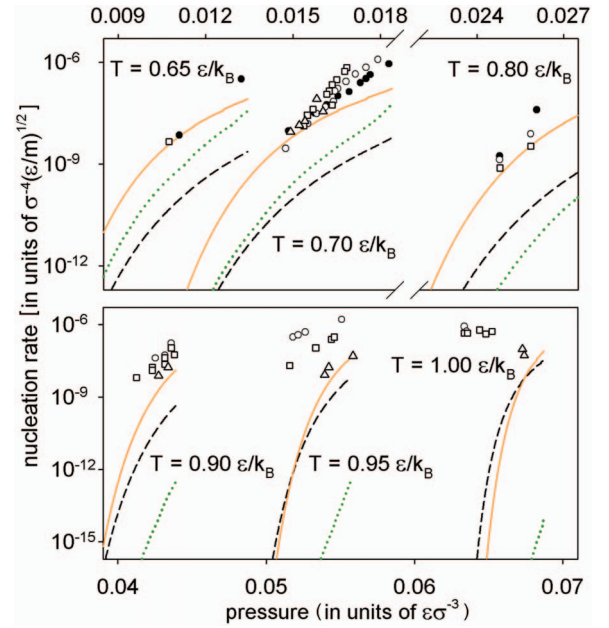 0.009 0.012 0.015 0.018 0.024 0.027
T = 0.65 ε/k_B
T = 0.80 ε/k_B
10⁻⁶
10⁻⁹
T = 0.70 ε/k_B
10⁻¹²
nucleation rate [in units of σ⁻⁴(ε/m)^1/2]
10⁻⁶
T = 1.00 ε/k_B
10⁻⁹
10⁻¹²
T = 0.90 ε/k_B T = 0.95 ε/k_B
10⁻¹⁵
0.04 0.05 0.06 0.07
pressure (in units of εσ⁻³)